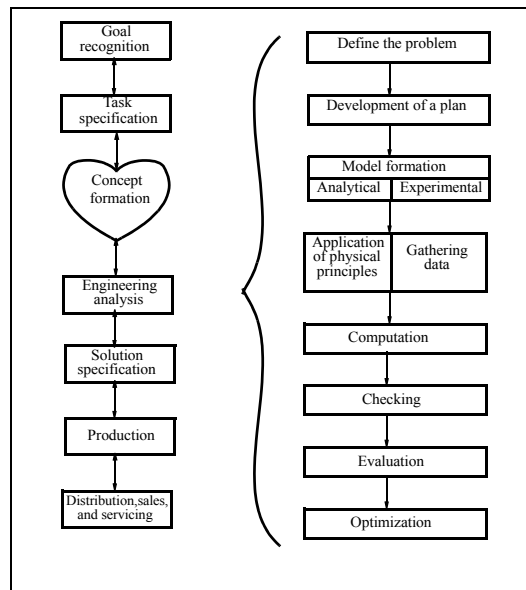 Goal
recognition
Task
specification
Concept
formation
Engineering
analysis
Solution
specification
Production
Distribution,sales,
and servicing
Define the problem
Development of a plan
Model formation
Analytical
Experimental
Application
of physical
principles
Gathering
data
Computation
Checking
Evaluation
Optimization